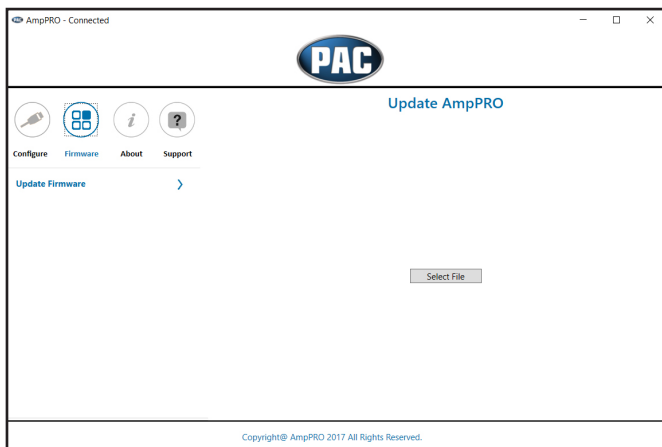 AmpPRO - Connected
PAC
Update AmpPRO
Configure Firmware About Support
Update Firmware
Select File
Copyright@ AmpPRO 2017 All Rights Reserved.